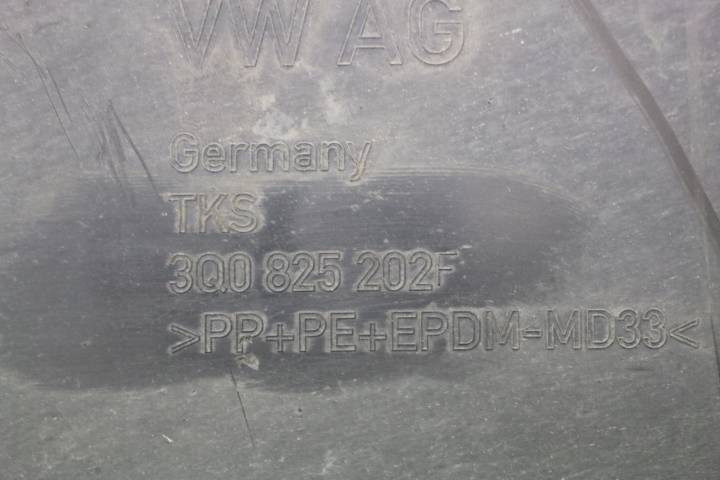 VW AG
Germany
TKS
3Q0 825 202F
>PP+PE+EPDM-MD33<